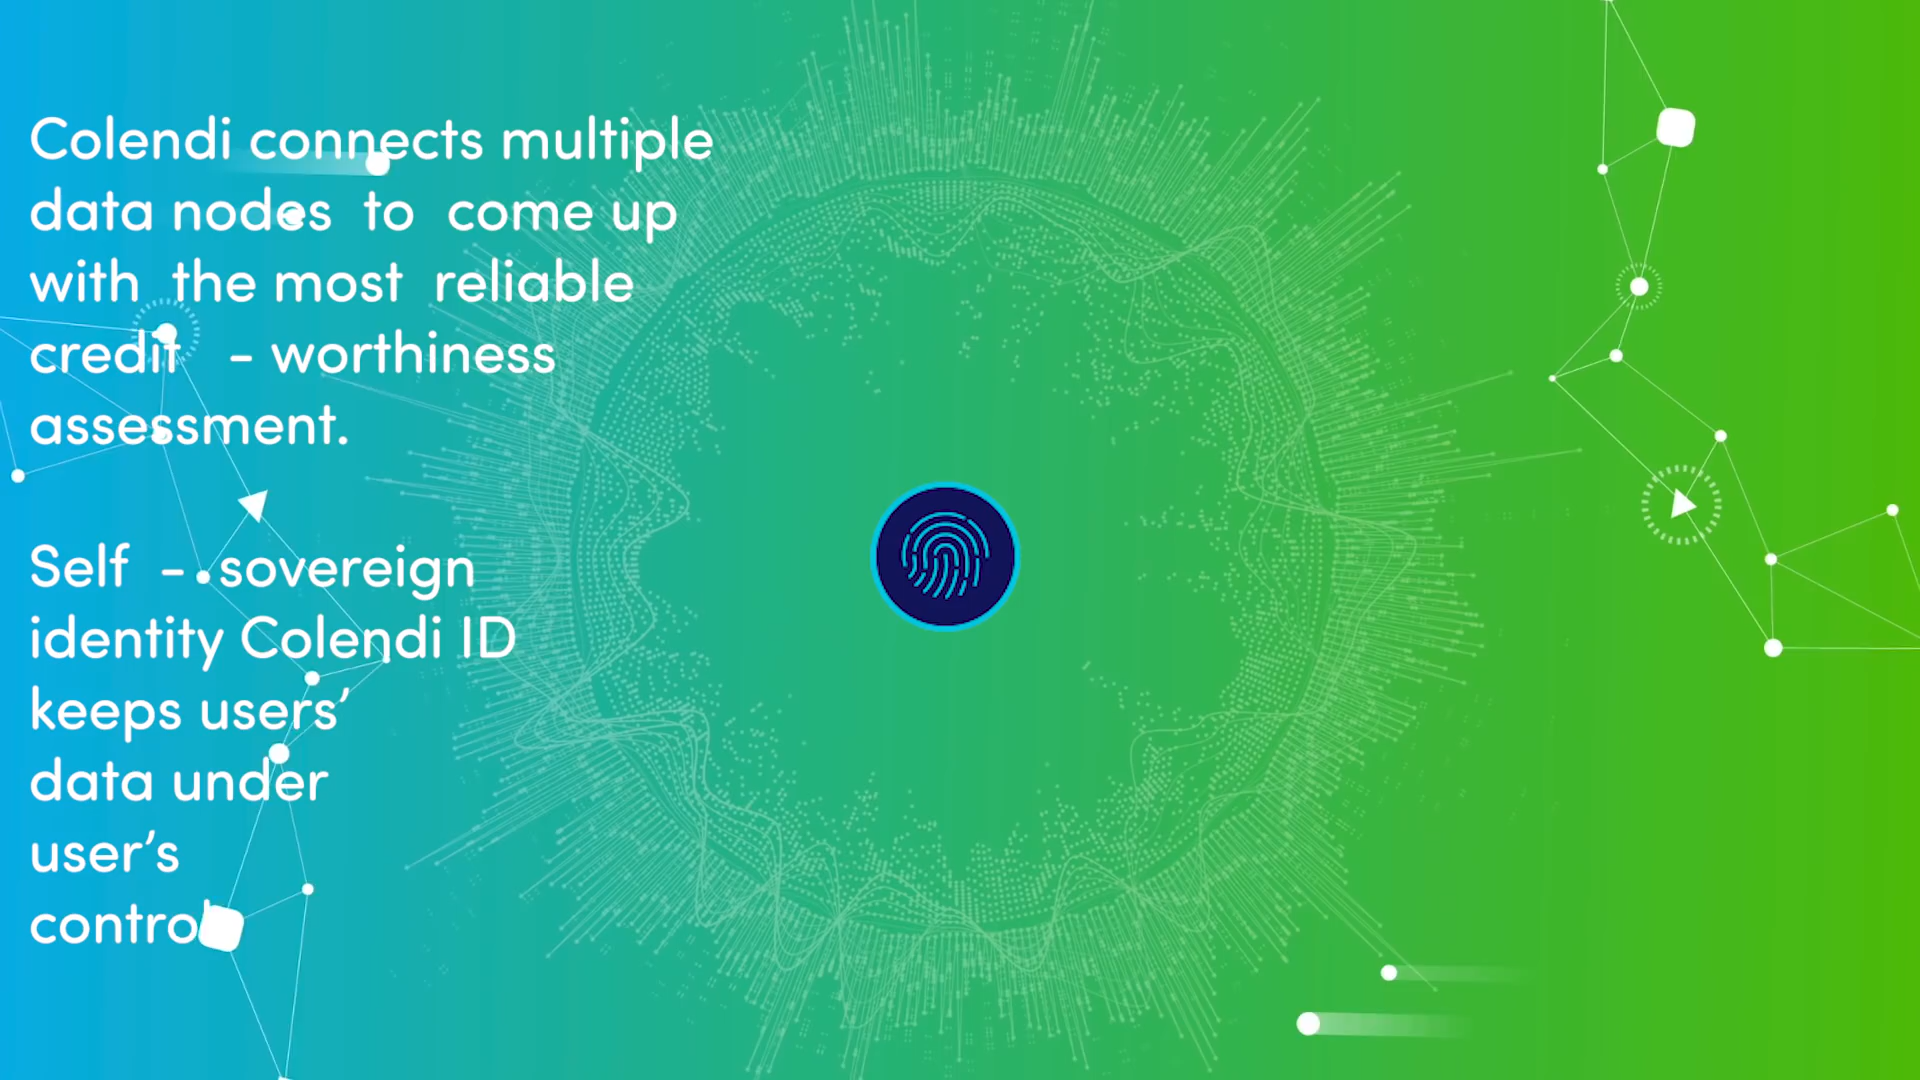 Colendi connects multiple
data nodes to come up
with the most reliable
credit - worthiness
assessment.
Self - sovereign
identity Colendi ID
keeps users’
data under
user’s
control